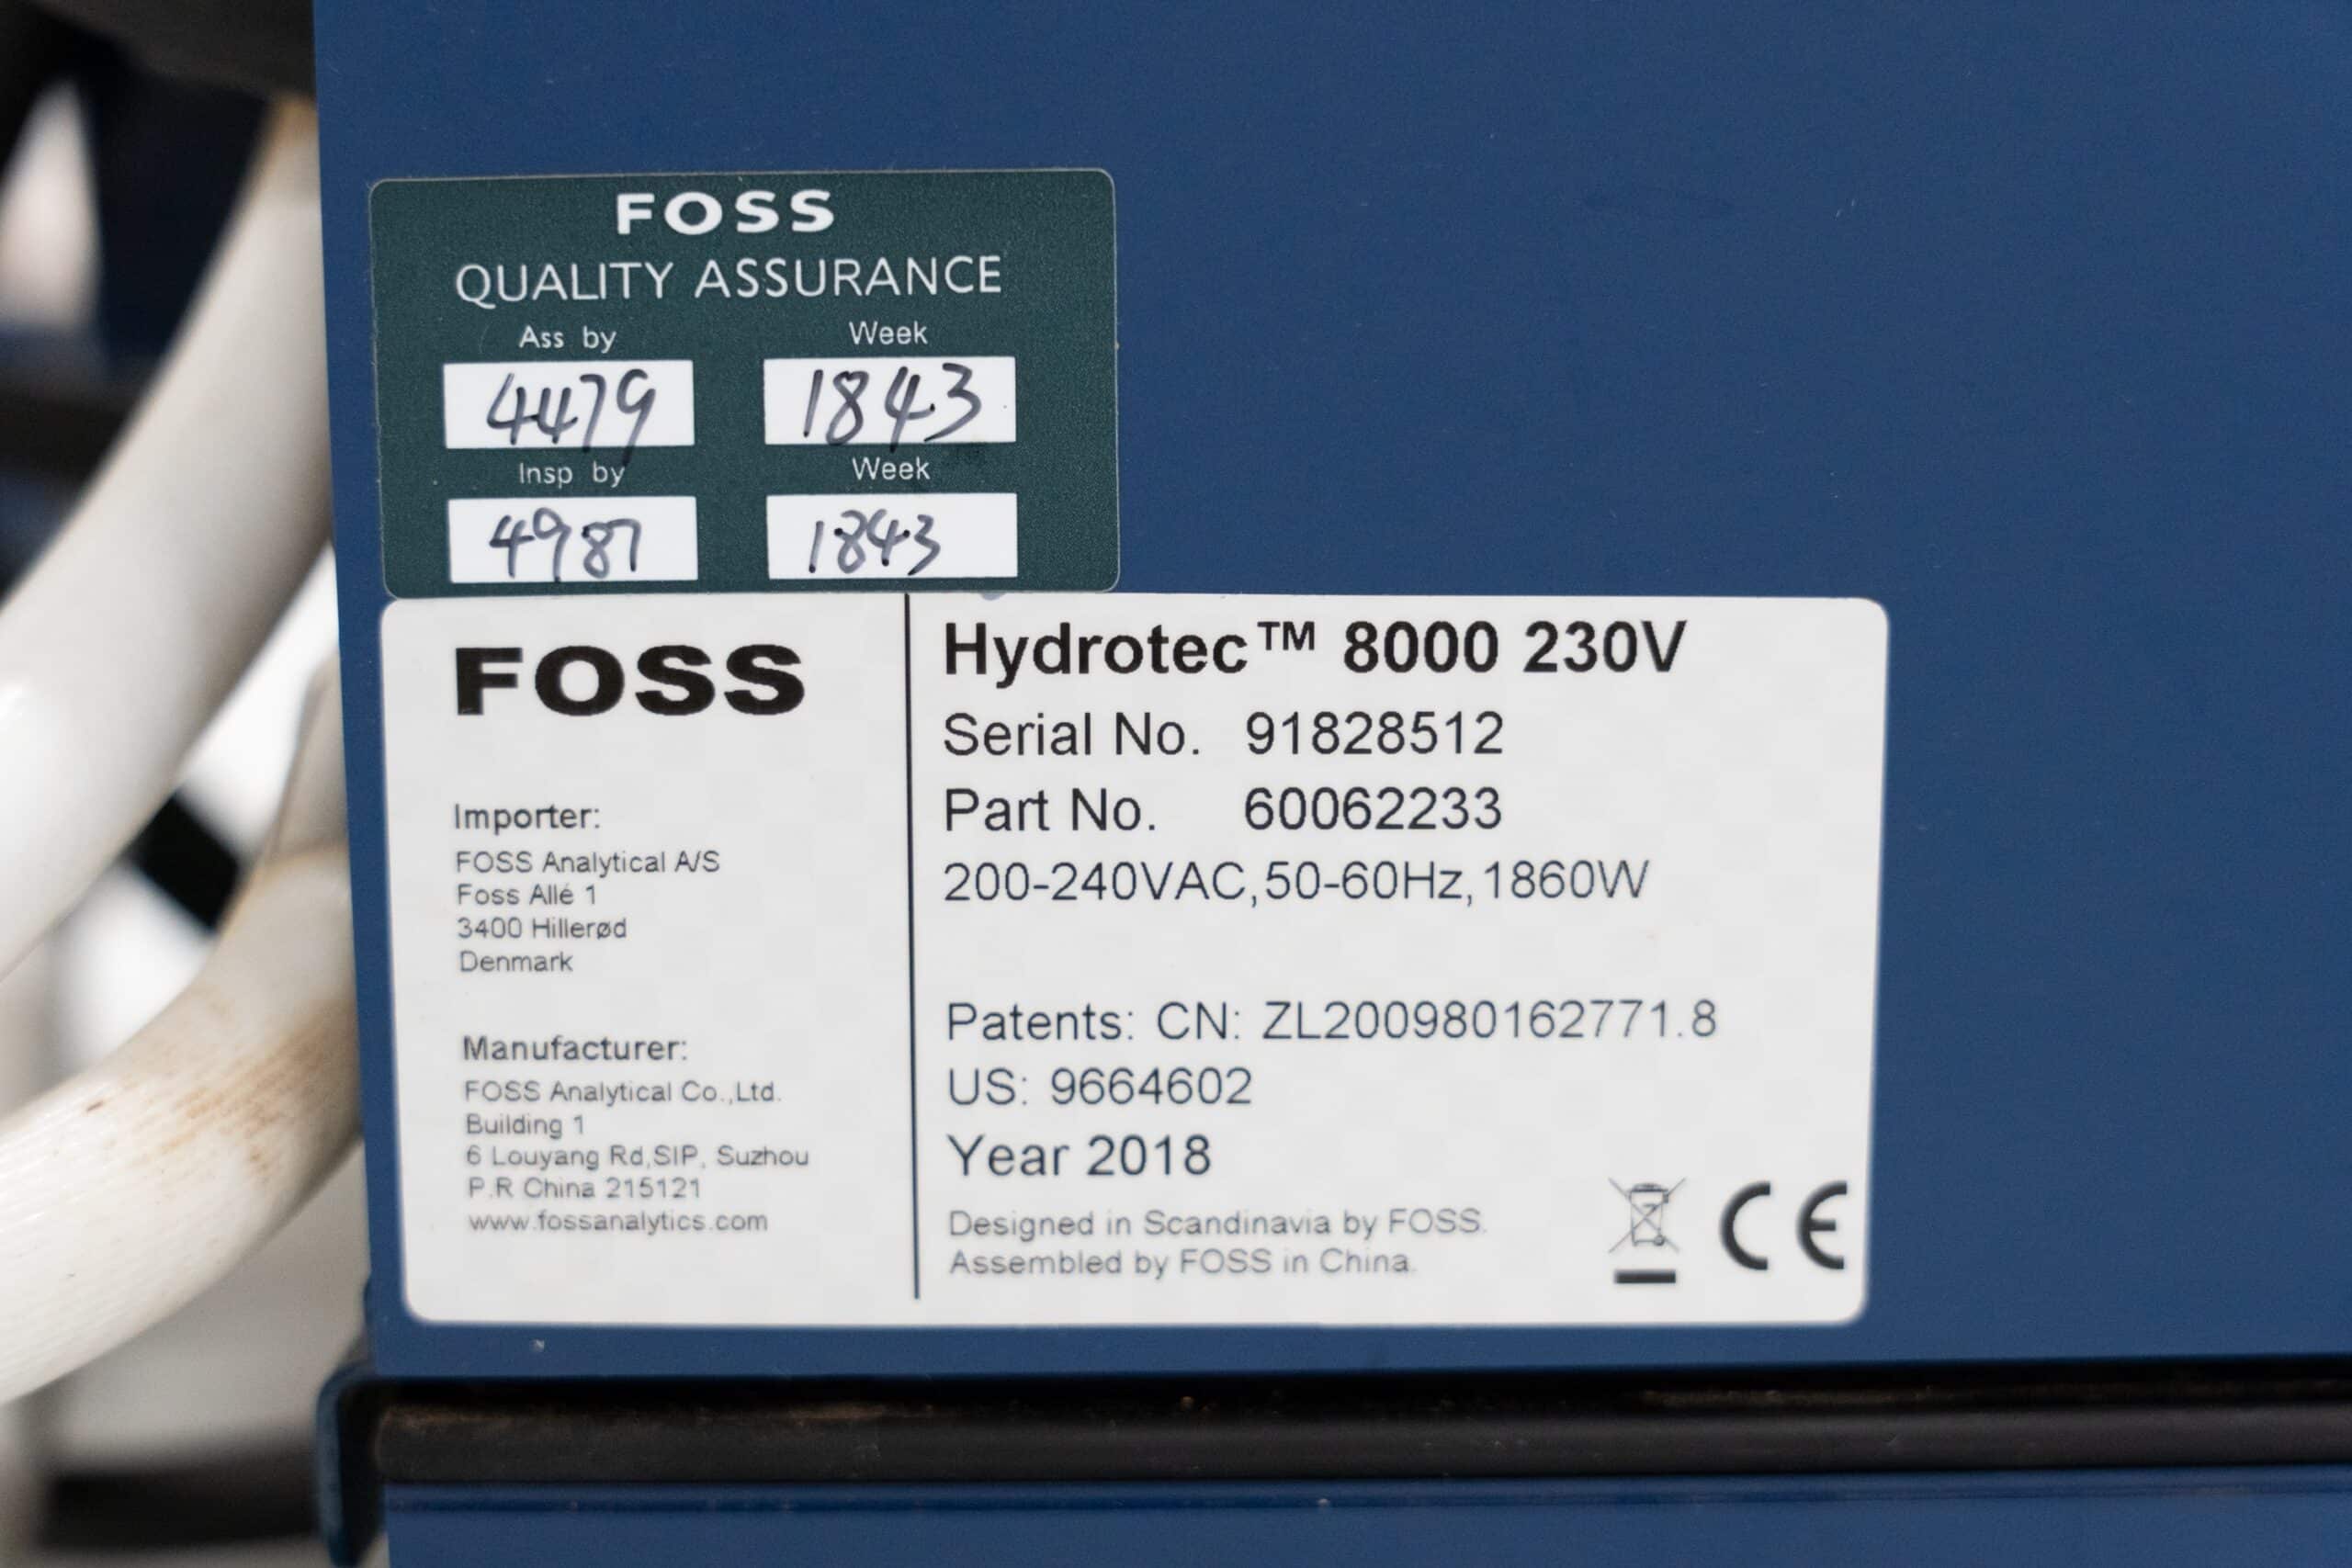 FOSS
QUALITY ASSURANCE
Ass by Week
4479 1843
Insp by Week
4987 1843
FOSS
Importer:
FOSS Analytical A/S
Foss Allé 1
3400 Hillerød
Denmark
Manufacturer:
FOSS Analytical Co.,Ltd.
Building 1
6 Louyang Rd,SIP, Suzhou
P.R China 215121
www.fossanalytics.com
Hydrotec™ 8000 230V
Serial No. 91828512
Part No. 60062233
200-240VAC,50-60Hz,1860W
Patents: CN: ZL200980162771.8
US: 9664602
Year 2018
Designed in Scandinavia by FOSS.
Assembled by FOSS in China.
CE